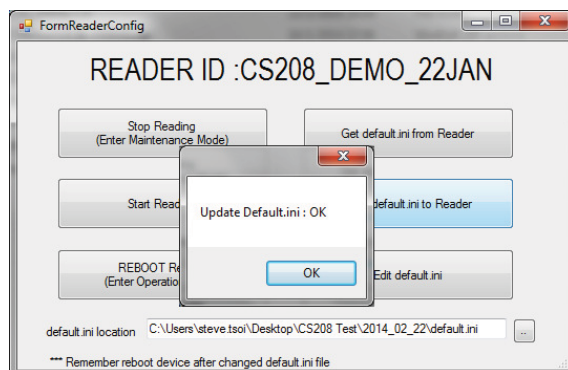 FormReaderConfig
READER ID :CS208_DEMO_22JAN
Stop Reading
(Enter Maintenance Mode)
Get default.ini from Reader
Update Default.ini : OK
Start Read
default.ini to Reader
OK
REBOOT Re
(Enter Operation
Edit default.ini
default.ini location C:\Users\steve.tsoi\Desktop\CS208 Test\2014_02_22\default.ini ..
*** Remember reboot device after changed default.ini file